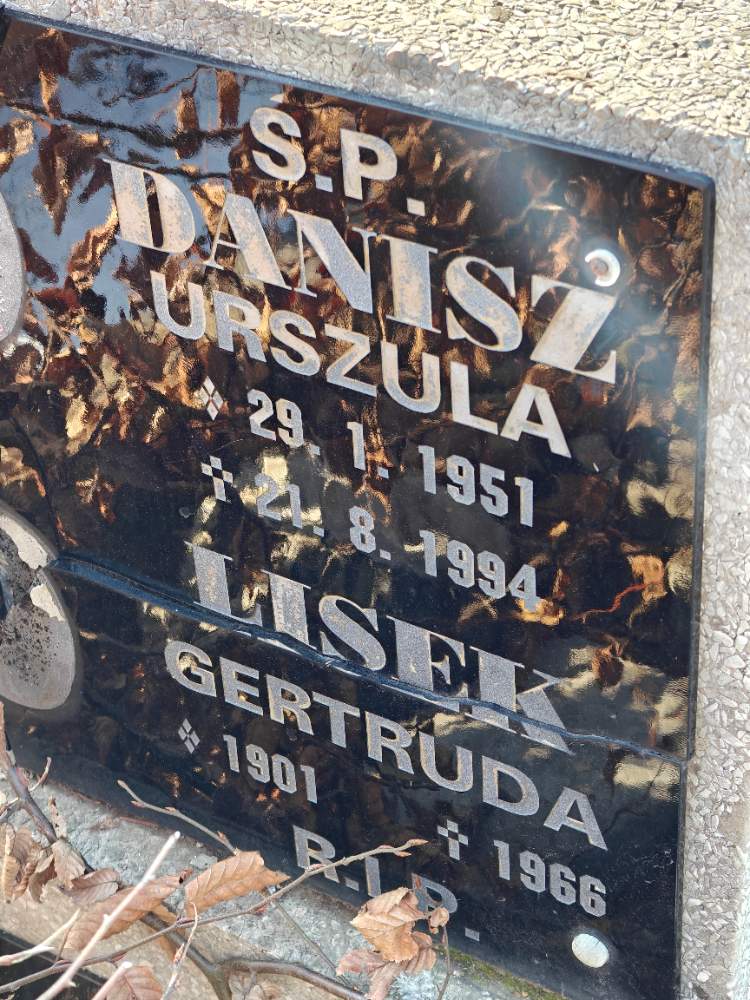 Ś.P.
DANISZ
URSZULA
29. 1. 1951
21. 8. 1994
LISEK
GERTRUDA
1901
1966
R.I.P.